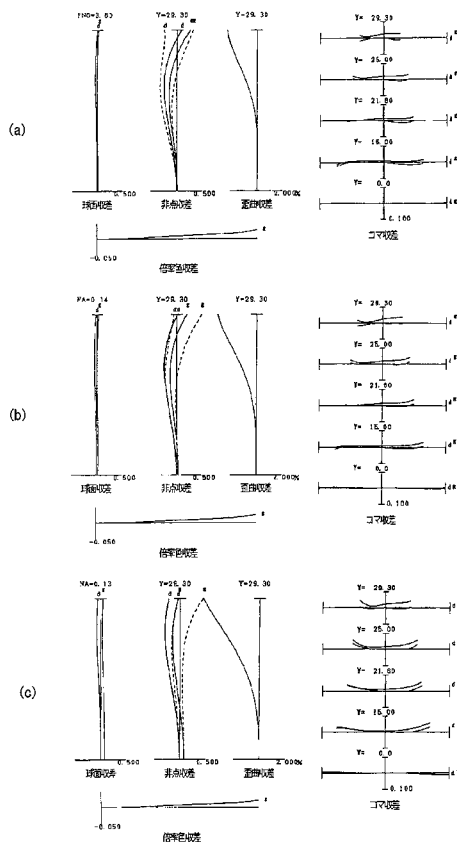 (a)
FNO=3.60
Y=29.30
Y=29.30
Y= 29.30
Y= 25.00
Y= 21.60
Y= 15.00
Y= 0.0
0.500
0.500
2.000%
0.100
球面収差
非点収差
歪曲収差
コマ収差
-0.050
倍率色収差
(b)
NA=0.14
Y=29.30
Y=29.30
Y= 29.30
Y= 25.00
Y= 21.60
Y= 15.00
Y= 0.0
0.500
0.500
2.000%
0.100
球面収差
非点収差
歪曲収差
コマ収差
-0.050
倍率色収差
(c)
NA=0.13
Y=29.30
Y=29.30
Y= 29.30
Y= 25.00
Y= 21.60
Y= 15.00
Y= 0.0
0.500
0.500
2.000%
0.100
球面収差
非点収差
歪曲収差
コマ収差
-0.050
倍率色収差